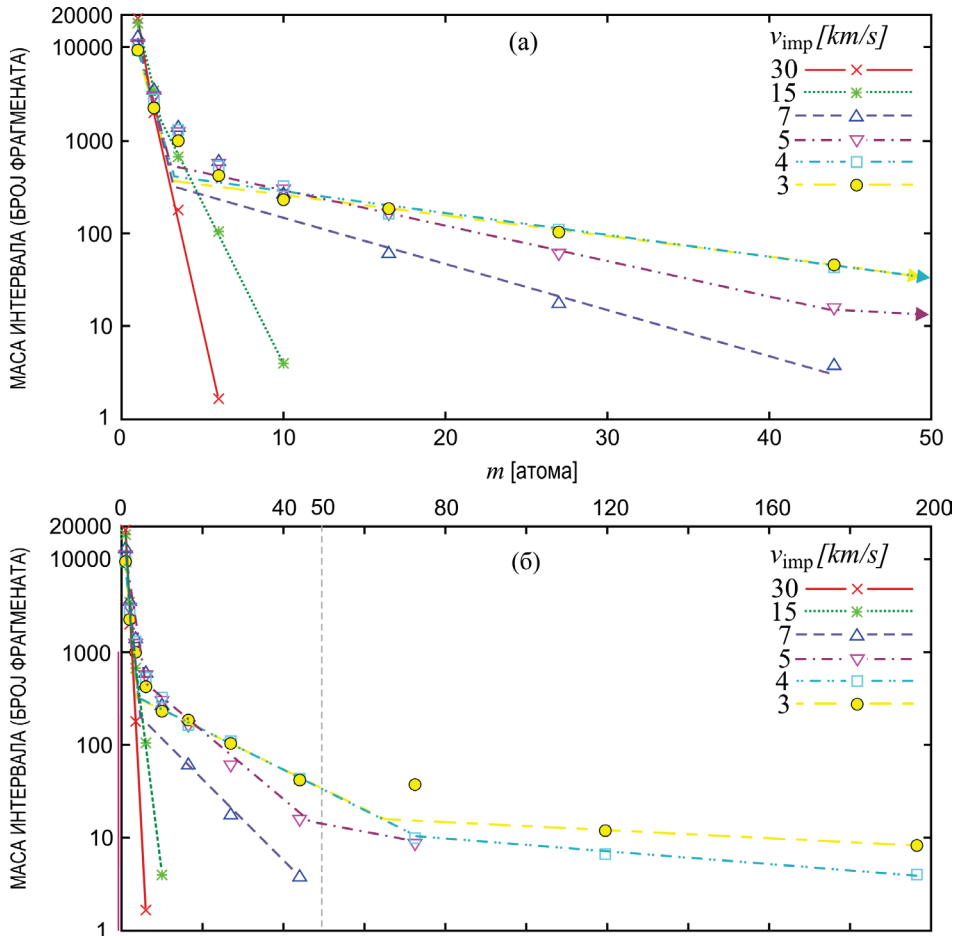 (а)
v_imp [km/s]
30
15
7
5
4
3
20000
10000
1000
100
10
1
МАСА ИНТЕРВАЛА (БРОЈ ФРАГМЕНАТА)
0 10 20 30 40 50
m [атома]
0 40 50 80 120 160 200
(б)
v_imp [km/s]
30
15
7
5
4
3
20000
10000
1000
100
10
1
МАСА ИНТЕРВАЛА (БРОЈ ФРАГМЕНАТА)